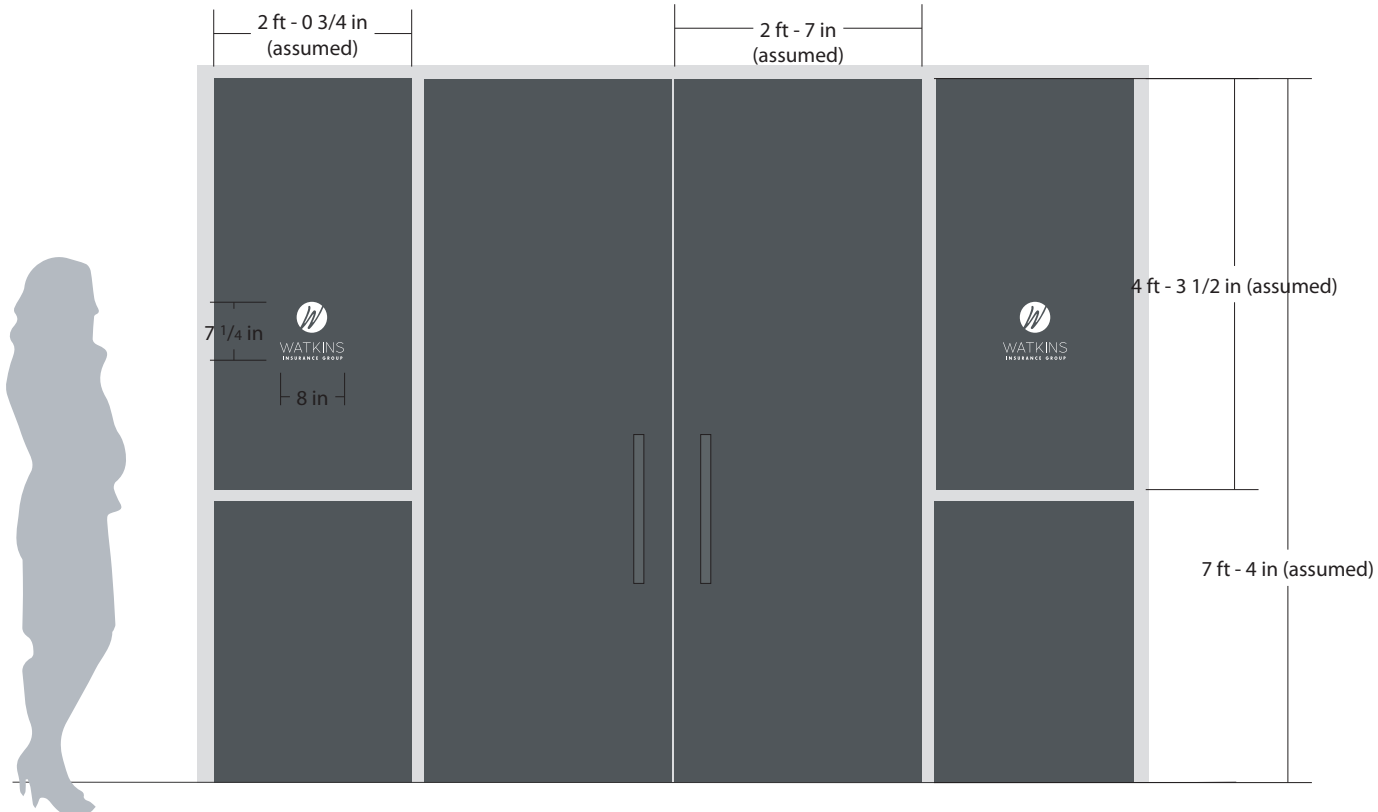 2 ft - 0 3/4 in
(assumed)
2 ft - 7 in
(assumed)
4 ft - 3 1/2 in (assumed)
7 1/4 in
W
WATKINS
INSURANCE GROUP
W
WATKINS
INSURANCE GROUP
8 in
7 ft - 4 in (assumed)